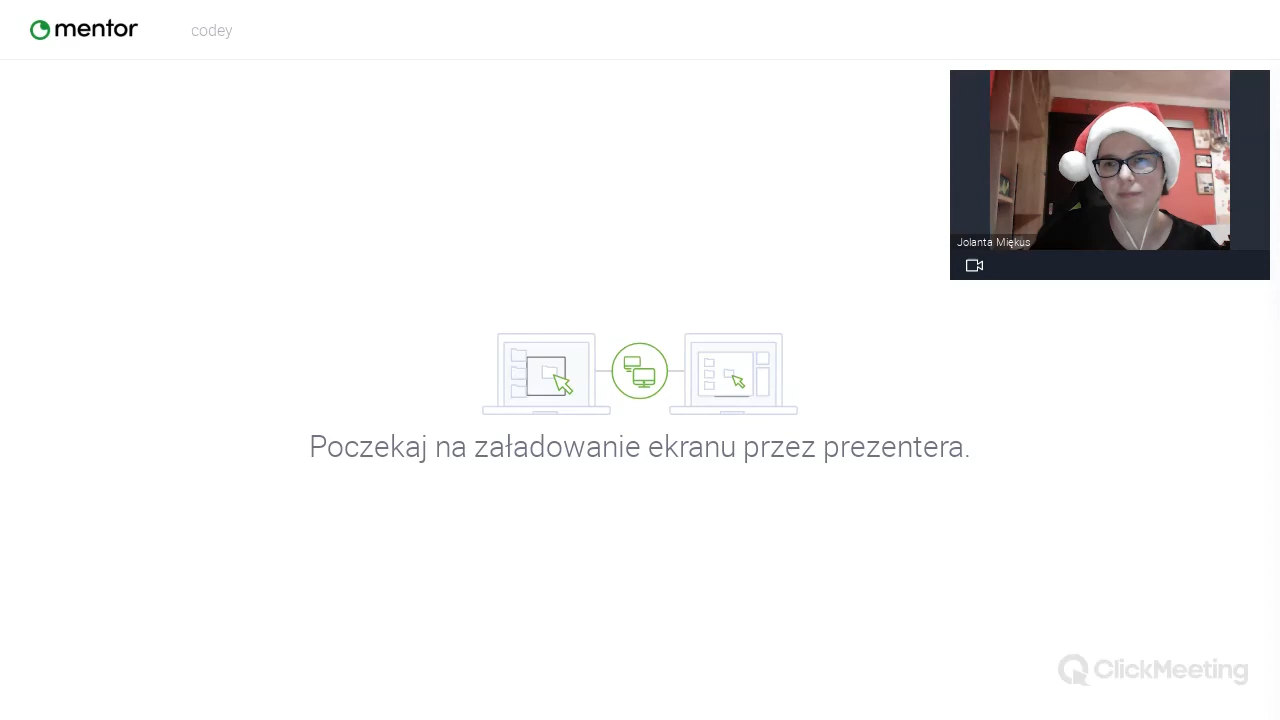 mentor
codey
Jolanta Miękus
Poczekaj na załadowanie ekranu przez prezentera.
ClickMeeting